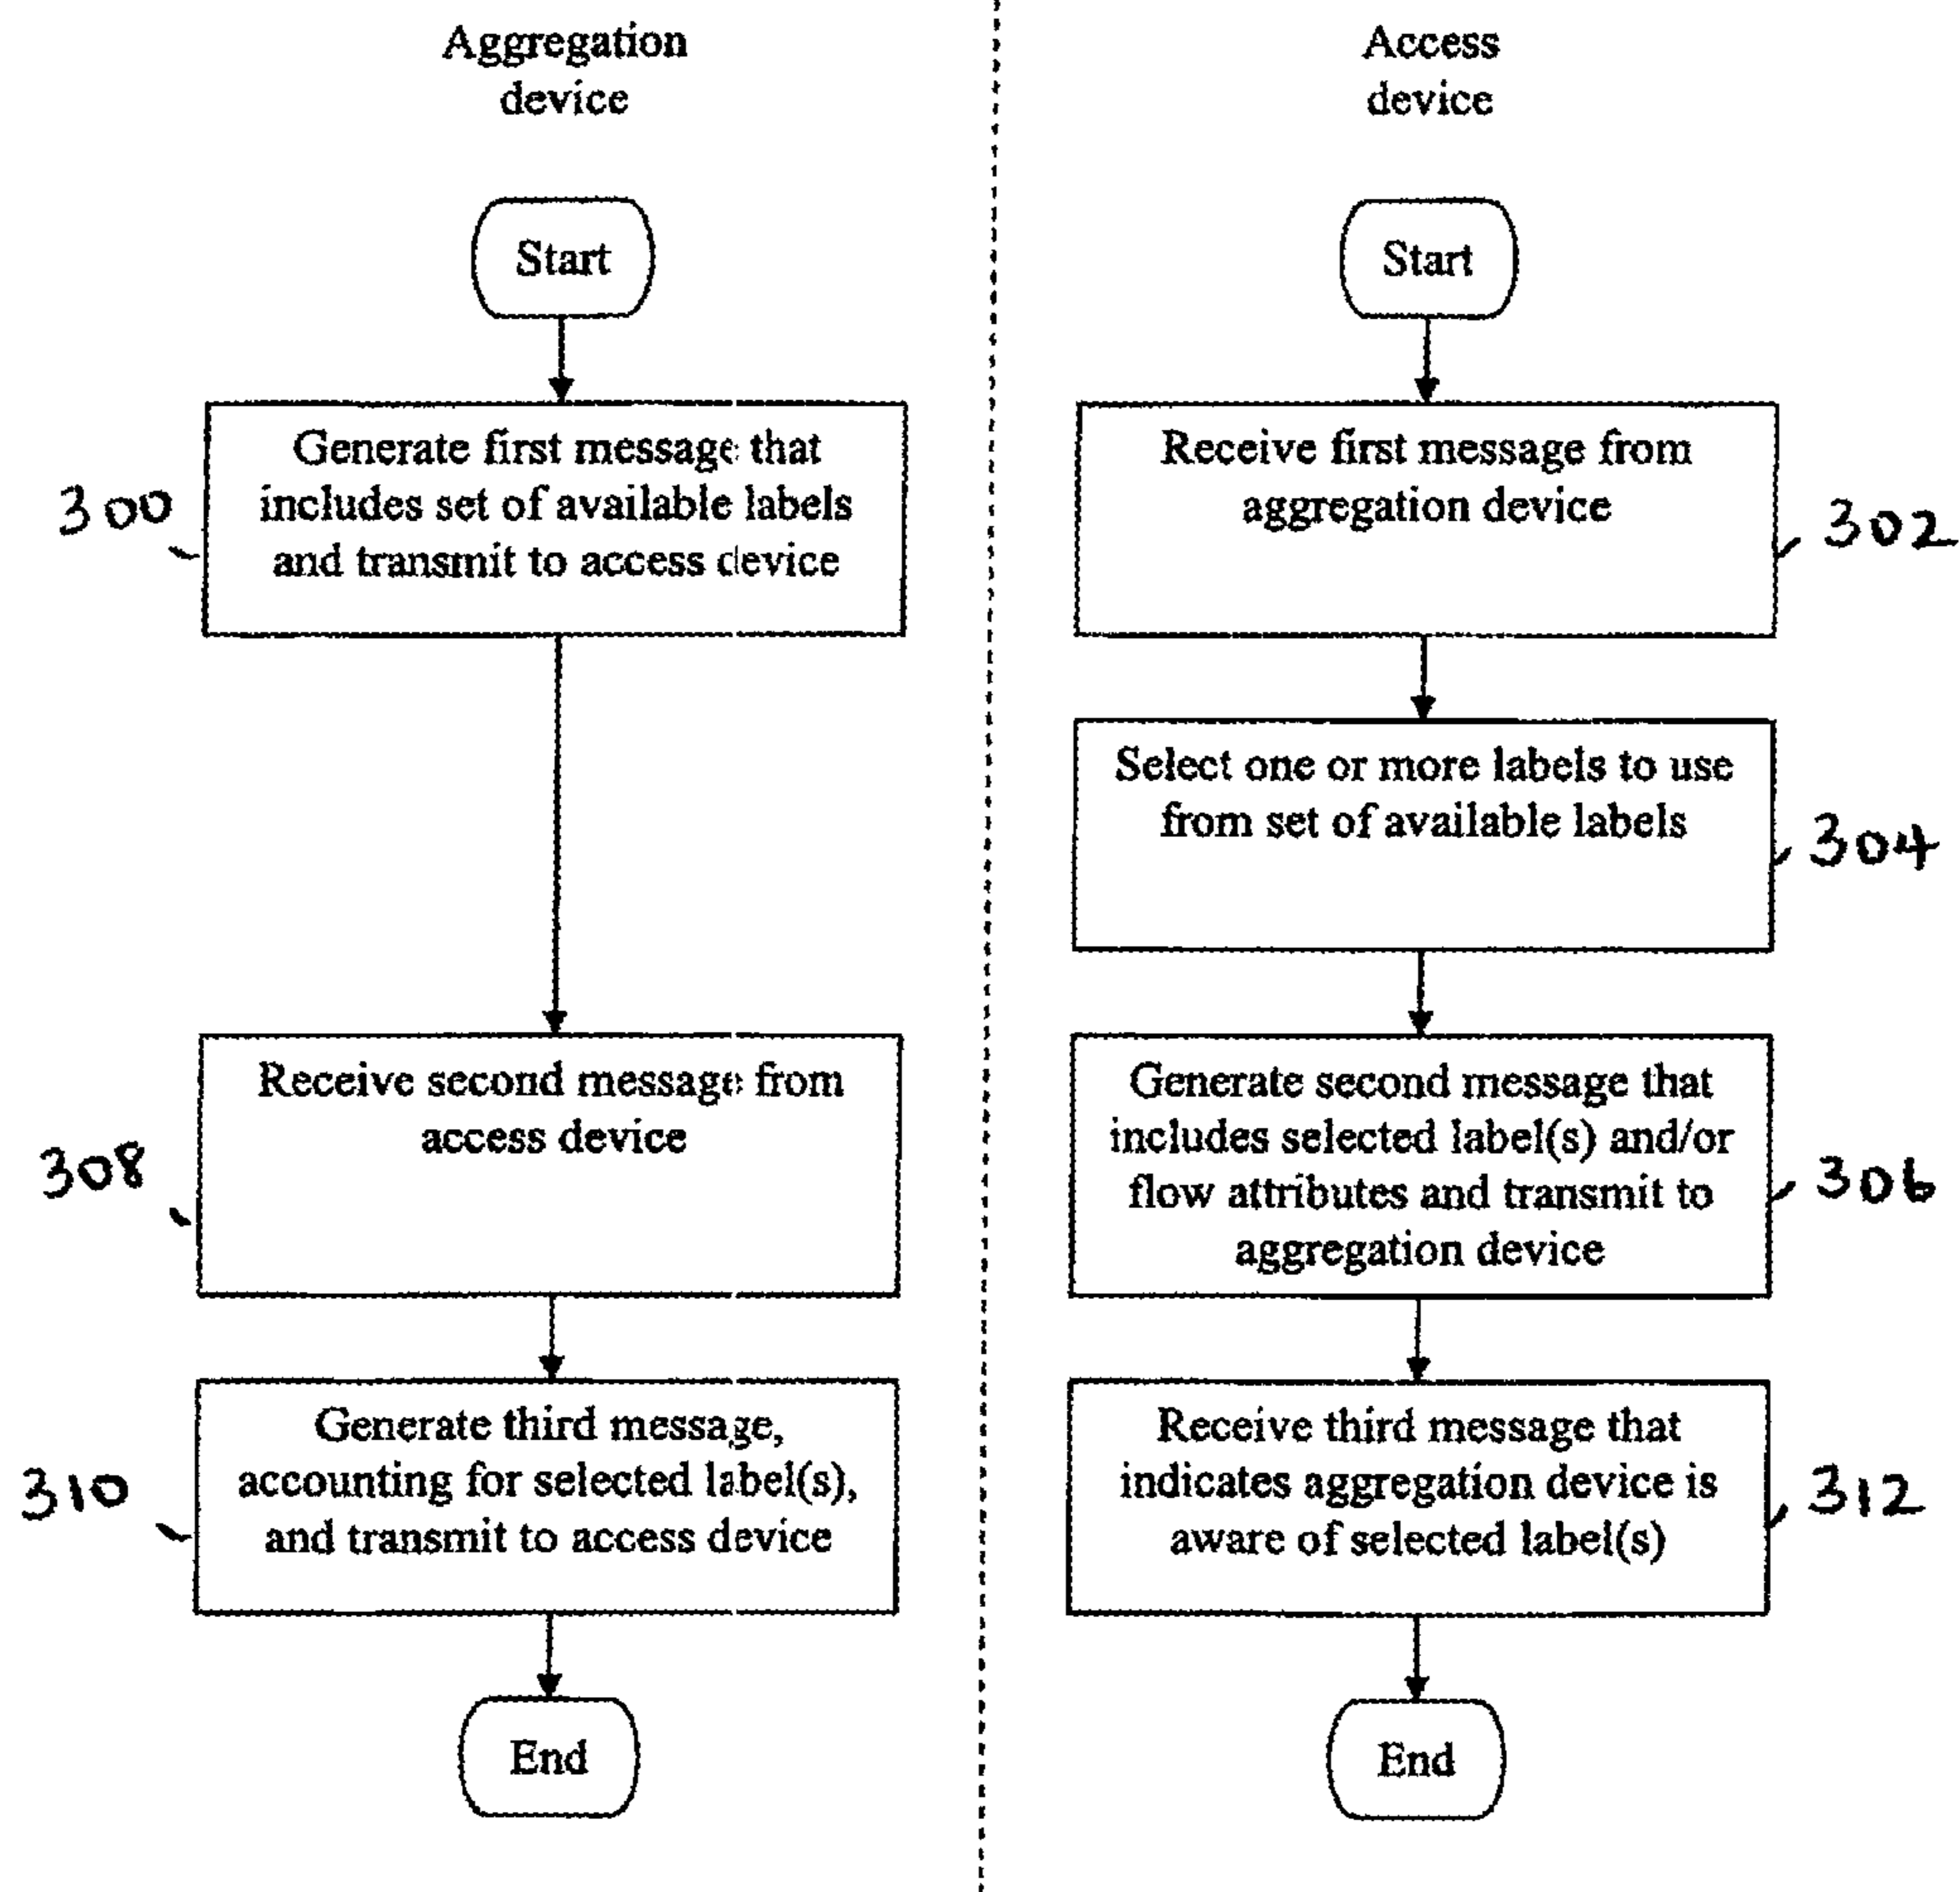 Aggregation
device
Start
Generate first message that
includes set of available labels
and transmit to access device
300
Receive second message from
access device
308
Generate third message,
accounting for selected label(s),
and transmit to access device
310
End
Access
device
Start
Receive first message from
aggregation device
302
Select one or more labels to use
from set of available labels
304
Generate second message that
includes selected label(s) and/or
flow attributes and transmit to
aggregation device
306
Receive third message that
indicates aggregation device is
aware of selected label(s)
312
End